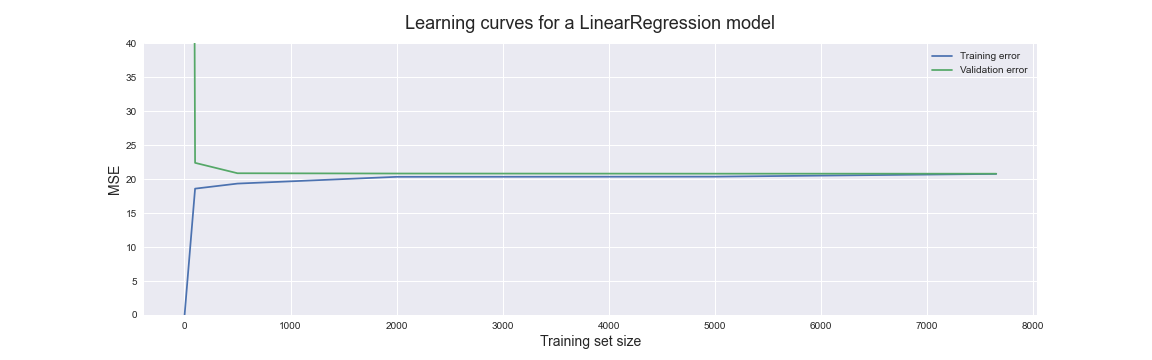 Learning curves for a LinearRegression model
40
35
30
25
20
15
10
5
0
MSE
Training error
Validation error
0 1000 2000 3000 4000 5000 6000 7000 8000
Training set size